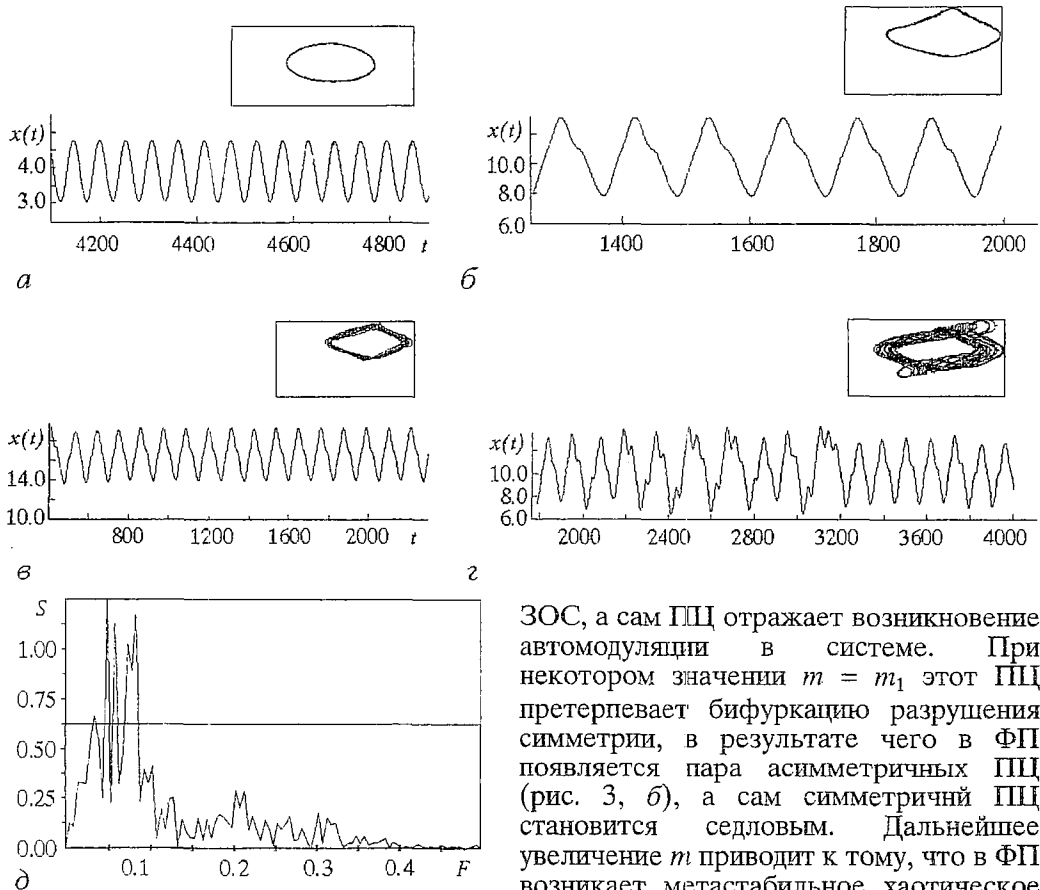 x(t)
4.0
3.0
4200 4400 4600 4800 t
а
x(t)
10.0
8.0
6.0
1400 1600 1800 2000
б
x(t)
14.0
10.0
800 1200 1600 2000 t
в
x(t)
10.0
8.0
6.0
2000 2400 2800 3200 3600 4000
г
S
1.00
0.75
0.50
0.25
0.00
0.1 0.2 0.3 0.4 F
д
ЗОС, а сам ПЦ отражает возникновение
автомодуляции в системе. При
некотором значении m = m₁ этот ПЦ
претерпевает бифуркацию разрушения
симметрии, в результате чего в ФП
появляется пара асимметричных ПЦ
(рис. 3, б), а сам симметричнй ПЦ
становится седловым. Дальнейшее
увеличение m приводит к тому, что в ФП
возникает метастабильное хаотическое